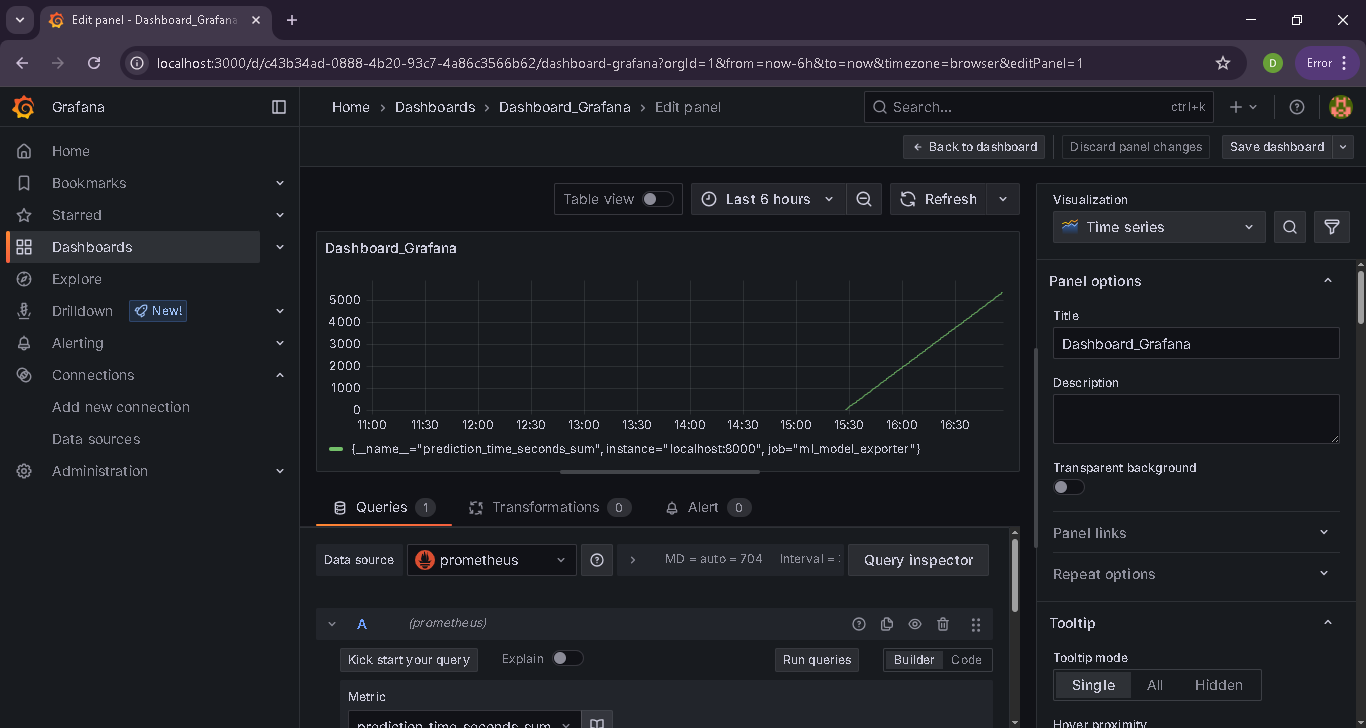 Edit panel - Dashboard_Grafana
localhost:3000/d/c43b34ad-0888-4b20-93c7-4a86c3566b62/dashboard-grafana?orgId=1&from=now-6h&to=now&timezone=browser&editPanel=1
D
Error
Grafana
Home > Dashboards > Dashboard_Grafana > Edit panel
Search...
ctrl+k
Back to dashboard
Discard panel changes
Save dashboard
Home
Bookmarks
Starred
Dashboards
Explore
Drilldown
New!
Alerting
Connections
Add new connection
Data sources
Administration
Table view
Last 6 hours
Refresh
Dashboard_Grafana
5000
4000
3000
2000
1000
0
11:00 11:30 12:00 12:30 13:00 13:30 14:00 14:30 15:00 15:30 16:00 16:30
{__name__="prediction_time_seconds_sum", instance="localhost:8000", job="ml_model_exporter"}
Queries 1
Transformations 0
Alert 0
Data source
prometheus
MD = auto = 704
Interval =
Query inspector
A
(prometheus)
Kick start your query
Explain
Run queries
Builder
Code
Metric
prediction_time_seconds_sum
Visualization
Time series
Panel options
Title
Dashboard_Grafana
Description
Transparent background
Panel links
Repeat options
Tooltip
Tooltip mode
Single
All
Hidden
Hover proximity